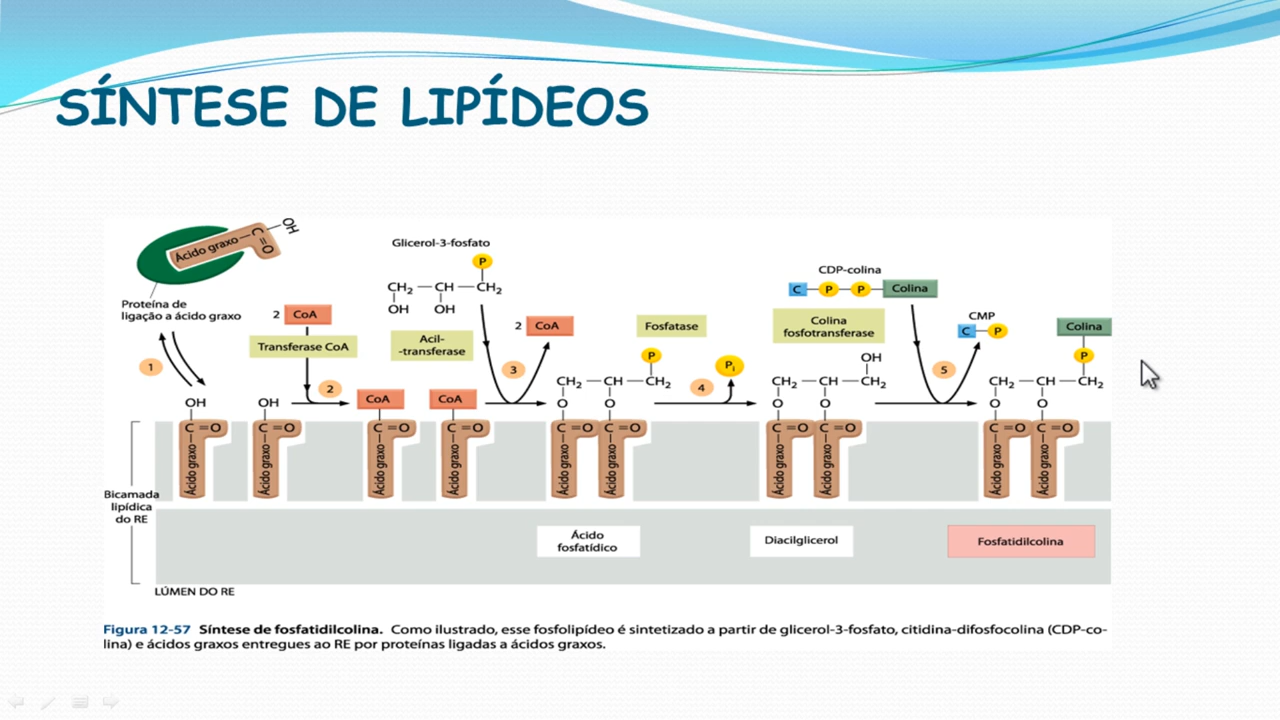 SÍNTESE DE LIPÍDEOS
Ácido graxo
C
O
OH
Proteína de
ligação a ácido graxo
1
2 CoA
Transferase CoA
2
Glicerol-3-fosfato
P
CH2 — CH — CH2
OH OH
Acil-
-transferase
2 CoA
3
Fosfatase
P
CH2 — CH — CH2
O O
4
Pi
CDP-colina
C P P Colina
Colina
fosfotransferase
OH
CH2 — CH — CH2
O O
CMP
C P
5
Colina
P
CH2 — CH — CH2
O O
OH OH CoA CoA
C=O C=O C=O C=O C=O C=O C=O C=O C=O C=O
Ácido graxo Ácido graxo Ácido graxo Ácido graxo Ácido graxo Ácido graxo Ácido graxo Ácido graxo Ácido graxo Ácido graxo
Bicamada
lipídica
do RE
Ácido
fosfatídico
Diacilglicerol
Fosfatidilcolina
LÚMEN DO RE
Figura 12-57 Síntese de fosfatidilcolina. Como ilustrado, esse fosfolipídeo é sintetizado a partir de glicerol-3-fosfato, citidina-difosfocolina (CDP-co-
lina) e ácidos graxos entregues ao RE por proteínas ligadas a ácidos graxos.